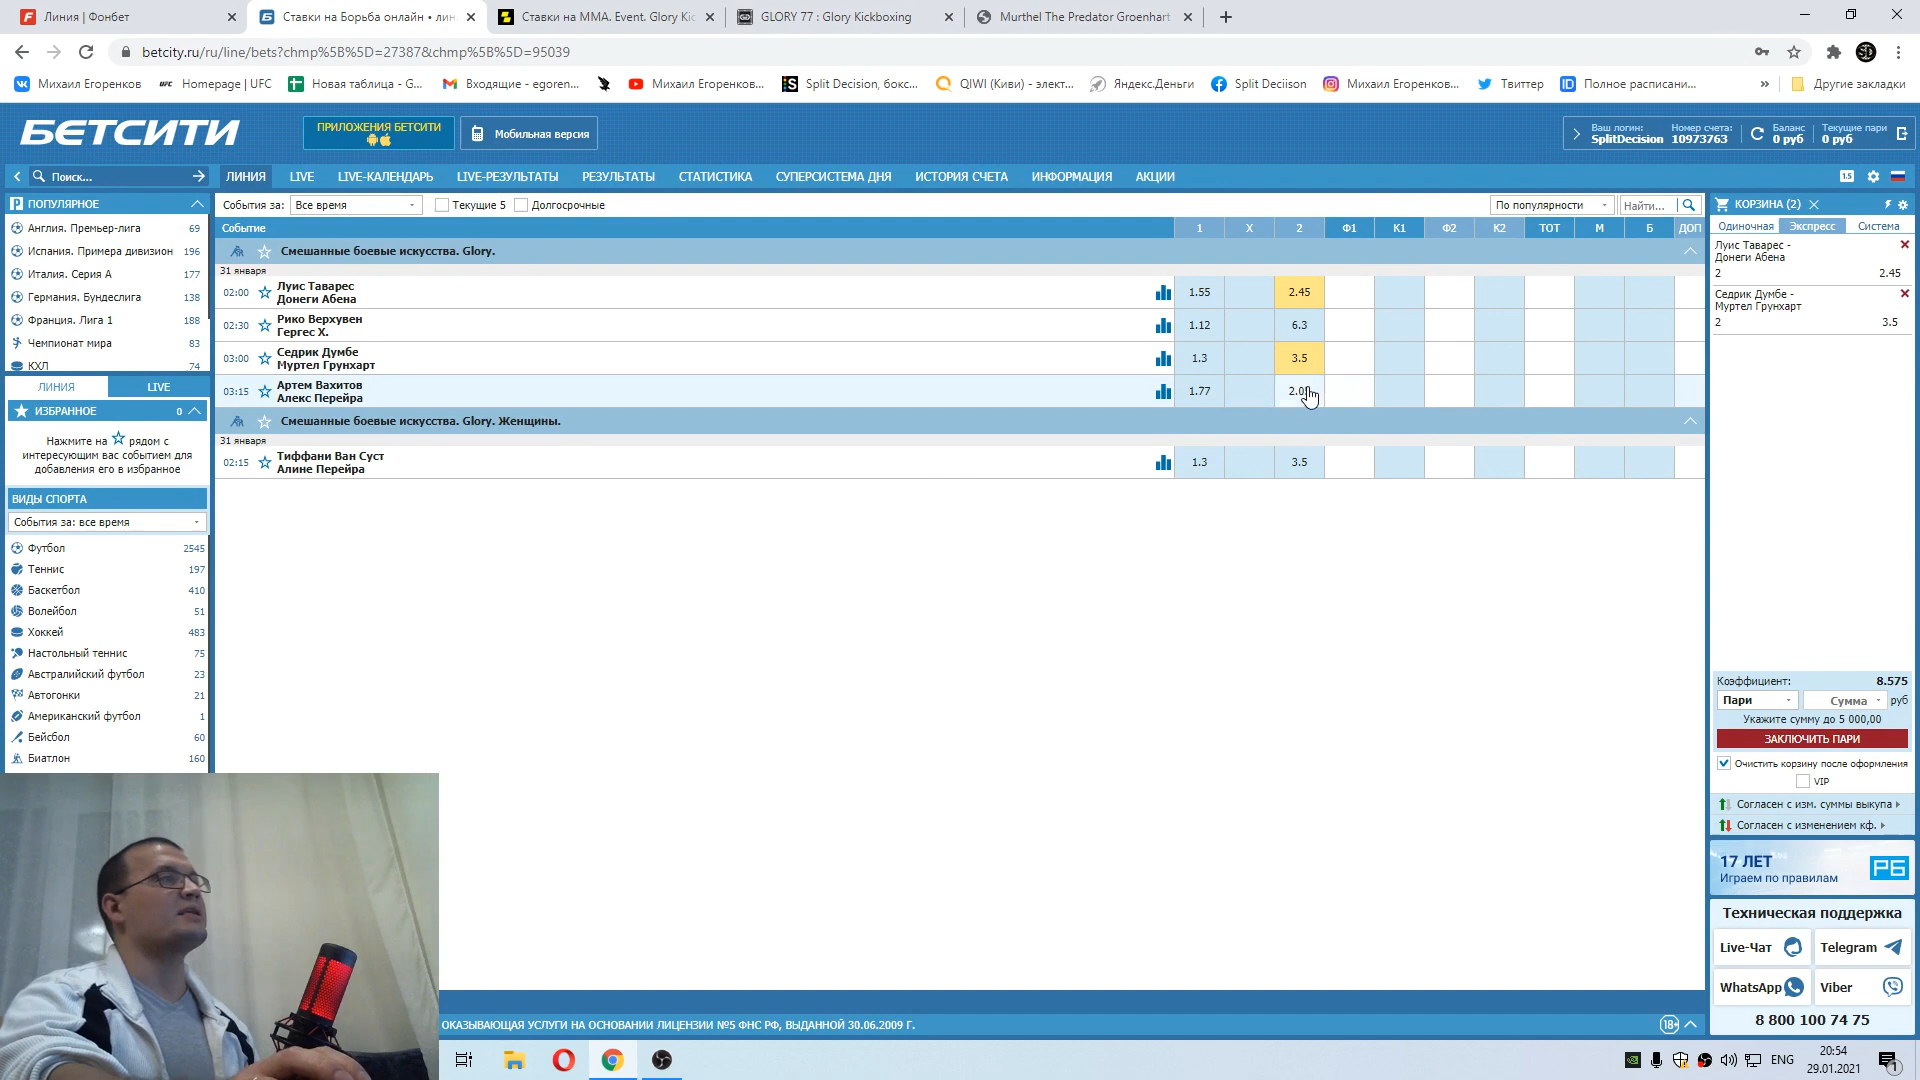 Линия | Фонбет
Ставки на Борьба онлайн • лин
Ставки на ММА. Event. Glory Kic
GLORY 77 : Glory Kickboxing
Murthel The Predator Groenhart
betcity.ru/ru/line/bets?chmp%5B%5D=27387&chmp%5B%5D=95039
Михаил Егоренков
Homepage | UFC
Новая таблица - G...
Входящие - egoren...
Михаил Егоренков...
Split Decision, бокс...
QIWI (Киви) - элект...
Яндекс.Деньги
Split Deciison
Михаил Егоренков...
Твиттер
Полное расписани...
Другие закладки
БЕТСИТИ
ПРИЛОЖЕНИЯ БЕТСИТИ
Мобильная версия
Ваш логин: SplitDecision
Номер счета: 10973763
Баланс 0 руб
Текущие пари 0 руб
Поиск...
ЛИНИЯ LIVE LIVE-КАЛЕНДАРЬ LIVE-РЕЗУЛЬТАТЫ РЕЗУЛЬТАТЫ СТАТИСТИКА СУПЕРСИСТЕМА ДНЯ ИСТОРИЯ СЧЕТА ИНФОРМАЦИЯ АКЦИИ
1.5
ПОПУЛЯРНОЕ
Англия. Премьер-лига 69
Испания. Примера дивизион 196
Италия. Серия А 177
Германия. Бундеслига 138
Франция. Лига 1 188
Чемпионат мира 83
КХЛ 74
ЛИНИЯ LIVE
ИЗБРАННОЕ 0
Нажмите на рядом с
интересующим вас событием для
добавления его в избранное
ВИДЫ СПОРТА
События за: все время
Футбол 2545
Теннис 197
Баскетбол 410
Волейбол 51
Хоккей 483
Настольный теннис 75
Австралийский футбол 23
Автогонки 21
Американский футбол 1
Бейсбол 60
Биатлон 160
События за: Все время Текущие 5 Долгосрочные По популярности Найти...
Событие 1 X 2 Ф1 К1 Ф2 К2 ТОТ М Б ДОП
Смешанные боевые искусства. Glory.
31 января
02:00 Луис Таварес 1.55 2.45
Донеги Абена
02:30 Рико Верхувен 1.12 6.3
Гергес Х.
03:00 Седрик Думбе 1.3 3.5
Муртел Грунхарт
03:15 Артем Вахитов 1.77
Алекс Перейра
Смешанные боевые искусства. Glory. Женщины.
31 января
02:15 Тиффани Ван Суст 1.3 3.5
Алине Перейра
КОРЗИНА (2)
Одиночная Экспресс Система
Луис Таварес -
Донеги Абена
2 2.45
Седрик Думбе -
Муртел Грунхарт
2 3.5
Коэффициент: 8.575
Пари Сумма руб
Укажите сумму до 5 000,00
ЗАКЛЮЧИТЬ ПАРИ
Очистить корзину после оформления
VIP
Согласен с изм. суммы выкупа
Согласен с изменением кф.
17 ЛЕТ
Играем по правилам
РБ
Техническая поддержка
Live-Чат Telegram
WhatsApp Viber
8 800 100 74 75
ОКАЗЫВАЮЩАЯ УСЛУГИ НА ОСНОВАНИИ ЛИЦЕНЗИИ №5 ФНС РФ, ВЫДАННОЙ 30.06.2009 Г.
18+
ENG
20:54
29.01.2021
1